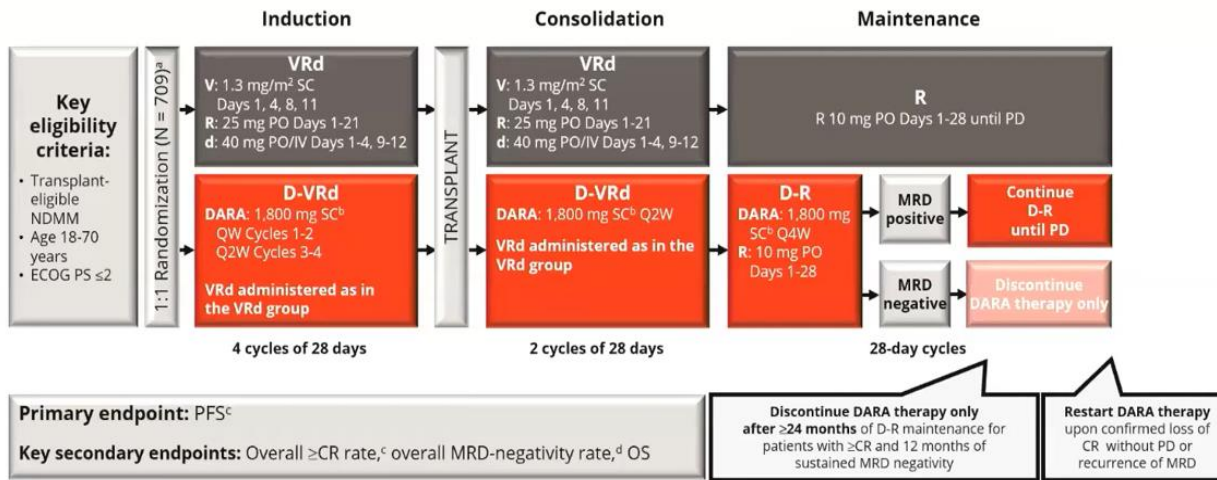 Induction
Consolidation
Maintenance
Key
eligibility
criteria:
• Transplant-
eligible
NDMM
• Age 18-70
years
• ECOG PS ≤2
1:1 Randomization (N = 709)ᵃ
VRd
V: 1.3 mg/m² SC
Days 1, 4, 8, 11
R: 25 mg PO Days 1-21
d: 40 mg PO/IV Days 1-4, 9-12
D-VRd
DARA: 1,800 mg SCᵇ
QW Cycles 1-2
Q2W Cycles 3-4
VRd administered as in
the VRd group
4 cycles of 28 days
TRANSPLANT
VRd
V: 1.3 mg/m² SC
Days 1, 4, 8, 11
R: 25 mg PO Days 1-21
d: 40 mg PO/IV Days 1-4, 9-12
D-VRd
DARA: 1,800 mg SCᵇ Q2W
VRd administered as in the
VRd group
2 cycles of 28 days
R
R 10 mg PO Days 1-28 until PD
D-R
DARA: 1,800 mg
SCᵇ Q4W
R: 10 mg PO
Days 1-28
MRD
positive
Continue
D-R
until PD
MRD
negative
Discontinue
DARA therapy only
28-day cycles
Primary endpoint: PFSᶜ
Key secondary endpoints: Overall ≥CR rate,ᶜ overall MRD-negativity rate,ᵈ OS
Discontinue DARA therapy only
after ≥24 months of D-R maintenance for
patients with ≥CR and 12 months of
sustained MRD negativity
Restart DARA therapy
upon confirmed loss of
CR without PD or
recurrence of MRD